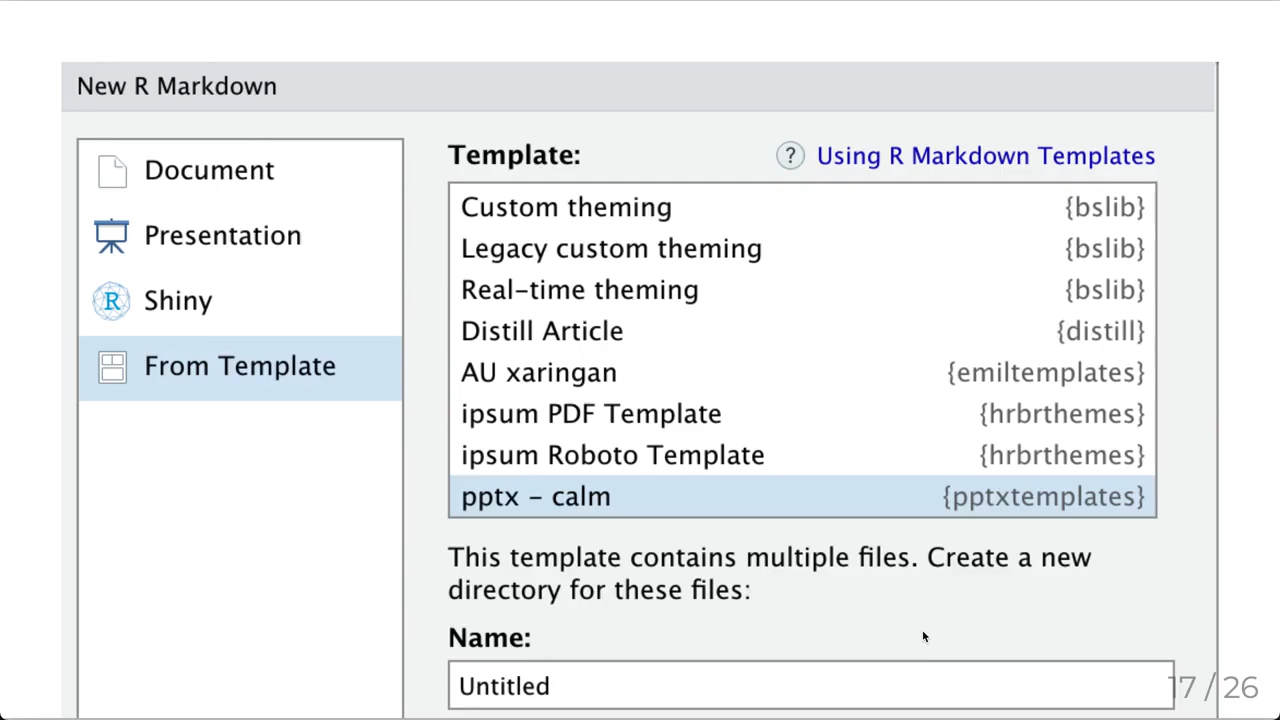 New R Markdown
Document
Presentation
R
Shiny
From Template
Template:
? Using R Markdown Templates
Custom theming {bslib}
Legacy custom theming {bslib}
Real-time theming {bslib}
Distill Article {distill}
AU xaringan {emiltemplates}
ipsum PDF Template {hrbrthemes}
ipsum Roboto Template {hrbrthemes}
pptx - calm {pptxtemplates}
This template contains multiple files. Create a new
directory for these files:
Name:
Untitled
17 / 26